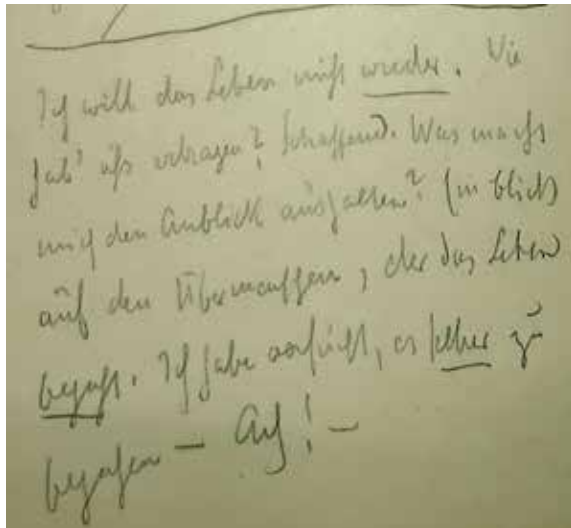 Ich will das Leben nicht wieder. Wie
hab' ich's ertragen? Schaffend. Was macht
mich den Anblick aushalten? Ein Blick
auf den Übermenschen, der das Leben
bejaht. Ich habe versucht, es selber zu
bejahen — Ach! —